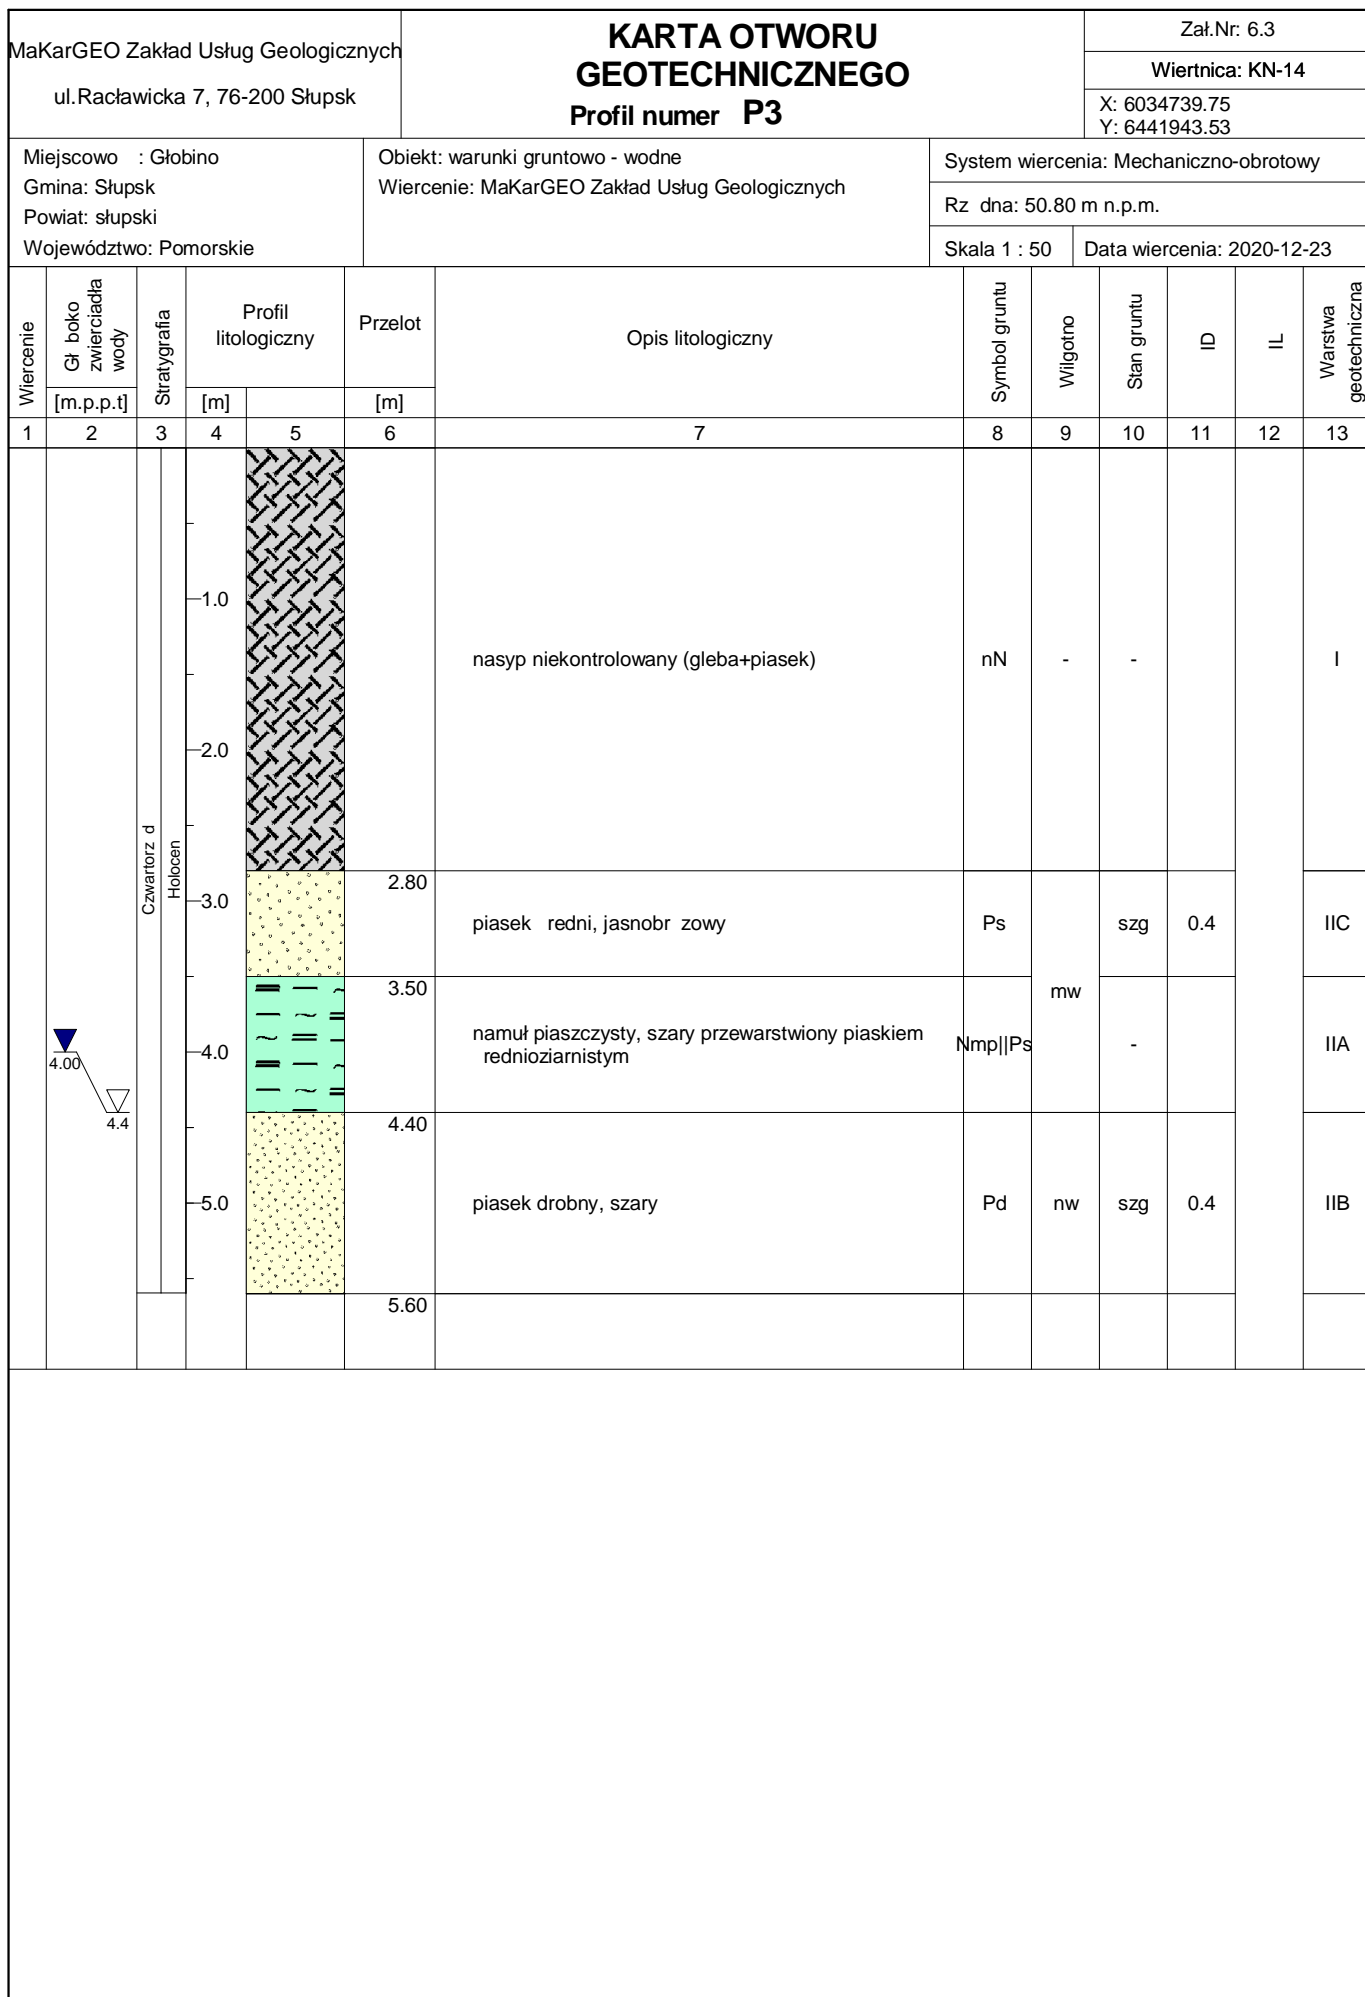 MaKarGEO Zakład Usług Geologicznych
ul.Racławicka 7, 76-200 Słupsk
KARTA OTWORU
GEOTECHNICZNEGO
Profil numer P3
Zał.Nr: 6.3
Wiertnica: KN-14
X: 6034739.75
Y: 6441943.53
Miejscowo : Głobino
Gmina: Słupsk
Powiat: słupski
Województwo: Pomorskie
Obiekt: warunki gruntowo - wodne
Wiercenie: MaKarGEO Zakład Usług Geologicznych
System wiercenia: Mechaniczno-obrotowy
Rz dna: 50.80 m n.p.m.
Skala 1 : 50
Data wiercenia: 2020-12-23
Wiercenie
Gł boko
zwierciadła
wody
[m.p.p.t]
Stratygrafia
Profil
litologiczny
[m]
Przelot
[m]
Opis litologiczny
Symbol gruntu
Wilgotno
Stan gruntu
ID
IL
Warstwa
geotechniczna
1 2 3 4 5 6 7 8 9 10 11 12 13
1.0
nasyp niekontrolowany (gleba+piasek) nN - - I
2.0
Czwartorz d
Holocen
2.80
3.0
piasek redni, jasnobr zowy Ps szg 0.4 IIC
3.50
mw
namuł piaszczysty, szary przewarstwiony piaskiem
rednioziarnistym
Nmp||Ps - IIA
4.0
4.00
4.4
4.40
5.0
piasek drobny, szary Pd nw szg 0.4 IIB
5.60